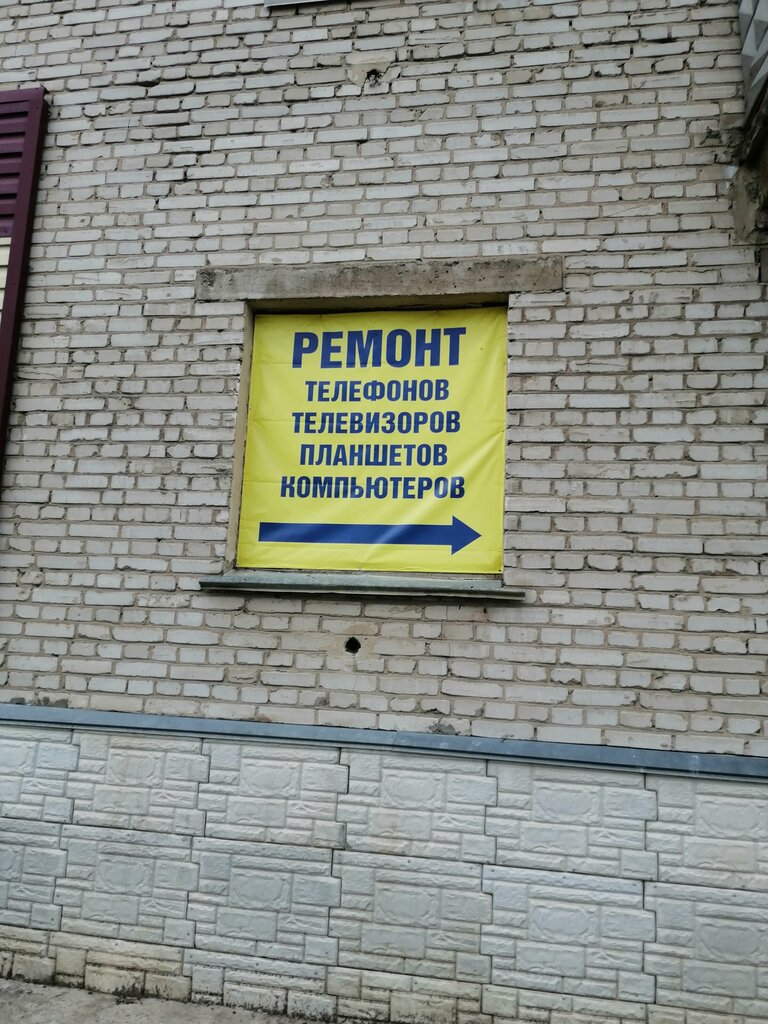 РЕМОНТ
ТЕЛЕФОНОВ
ТЕЛЕВИЗОРОВ
ПЛАНШЕТОВ
КОМПЬЮТЕРОВ